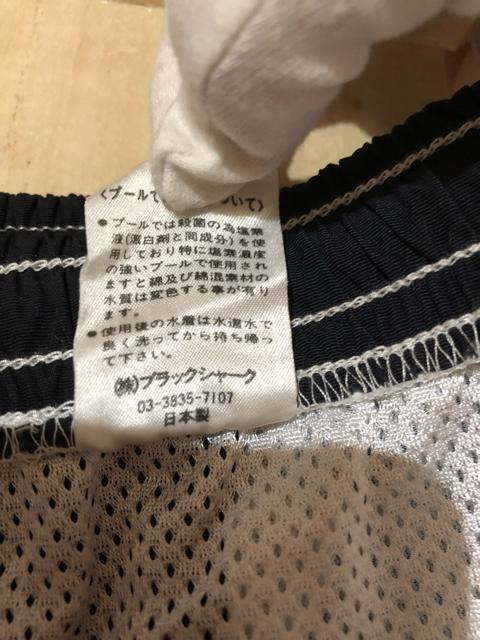 <プールで ついて>
●プールでは殺菌の為塩素
液(漂白剤と同成分)を使
用しており特に塩素濃度
の強いプールで使用され
ますと綿及び綿混素材の
水質は変色する事が有り
ます。
●使用後の水着は水道水で
良く洗ってから持ち帰っ
て下さい。
㈱ブラックシャーク
03-3835-7107
日本製